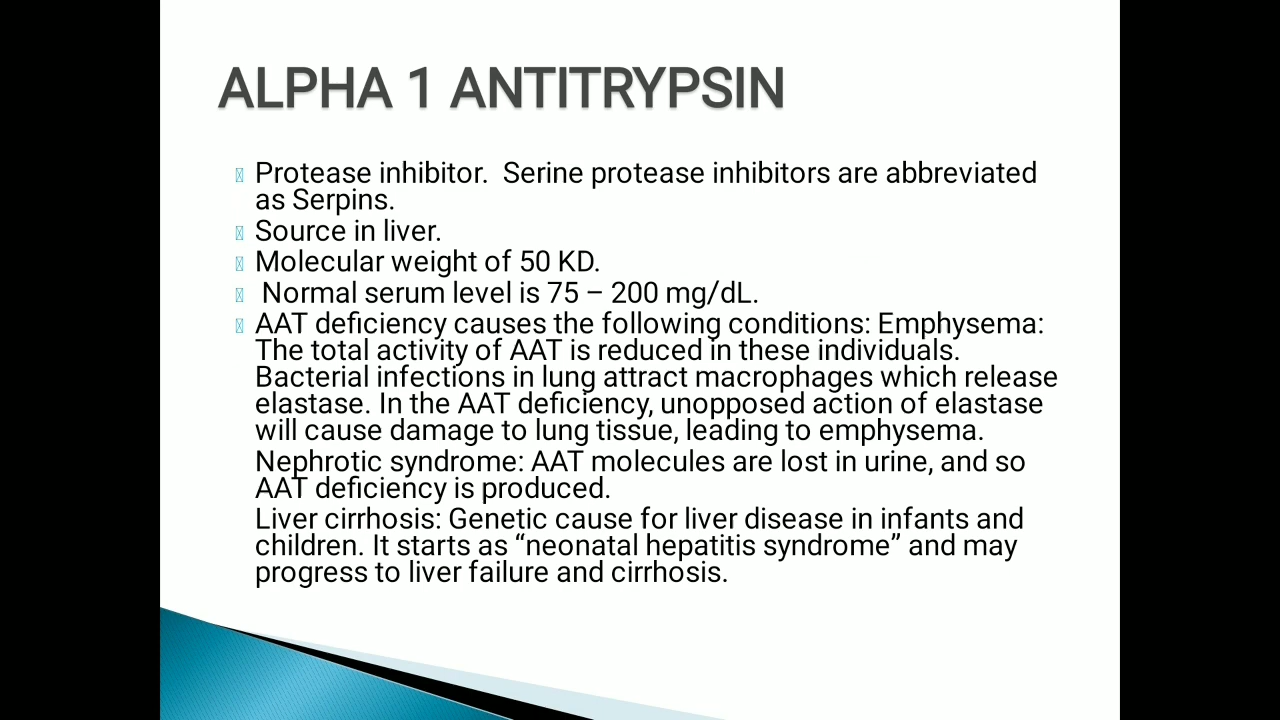 ALPHA 1 ANTITRYPSIN
Protease inhibitor.  Serine protease inhibitors are abbreviated
as Serpins.
Source in liver.
Molecular weight of 50 KD.
Normal serum level is 75 – 200 mg/dL.
AAT deficiency causes the following conditions: Emphysema:
The total activity of AAT is reduced in these individuals.
Bacterial infections in lung attract macrophages which release
elastase. In the AAT deficiency, unopposed action of elastase
will cause damage to lung tissue, leading to emphysema.
Nephrotic syndrome: AAT molecules are lost in urine, and so
AAT deficiency is produced.
Liver cirrhosis: Genetic cause for liver disease in infants and
children. It starts as “neonatal hepatitis syndrome” and may
progress to liver failure and cirrhosis.